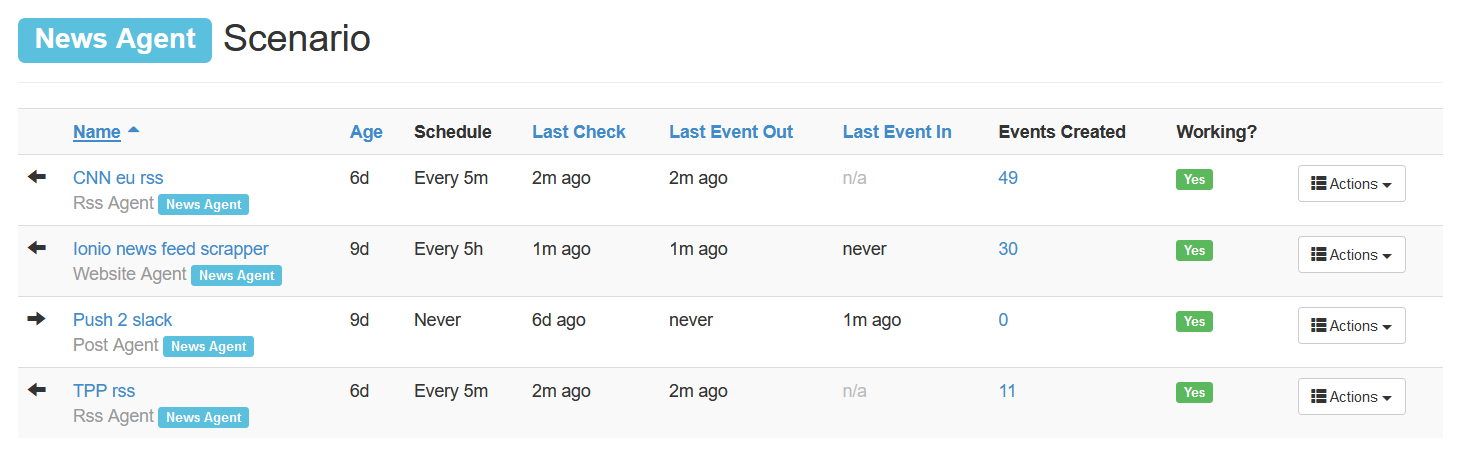 News Agent Scenario
Name Age Schedule Last Check Last Event Out Last Event In Events Created Working?
CNN eu rss 6d Every 5m 2m ago 2m ago n/a 49 Yes Actions
Rss Agent News Agent
Ionio news feed scrapper 9d Every 5h 1m ago 1m ago never 30 Yes Actions
Website Agent News Agent
Push 2 slack 9d Never 6d ago never 1m ago 0 Yes Actions
Post Agent News Agent
TPP rss 6d Every 5m 2m ago 2m ago n/a 11 Yes Actions
Rss Agent News Agent